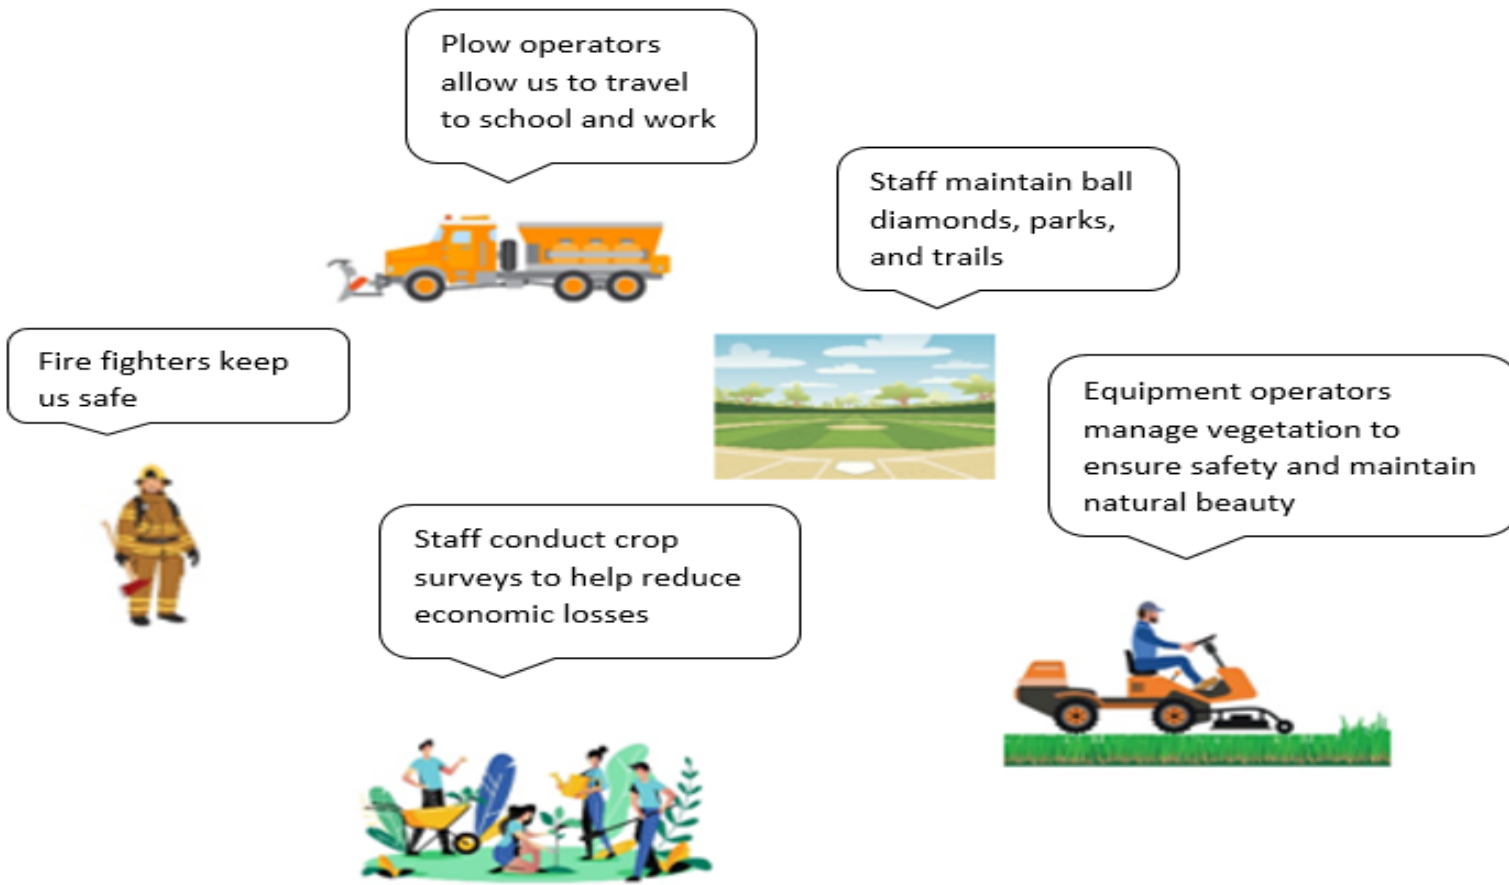 Plow operators
allow us to travel
to school and work
Staff maintain ball
diamonds, parks,
and trails
Fire fighters keep
us safe
Equipment operators
manage vegetation to
ensure safety and maintain
natural beauty
Staff conduct crop
surveys to help reduce
economic losses